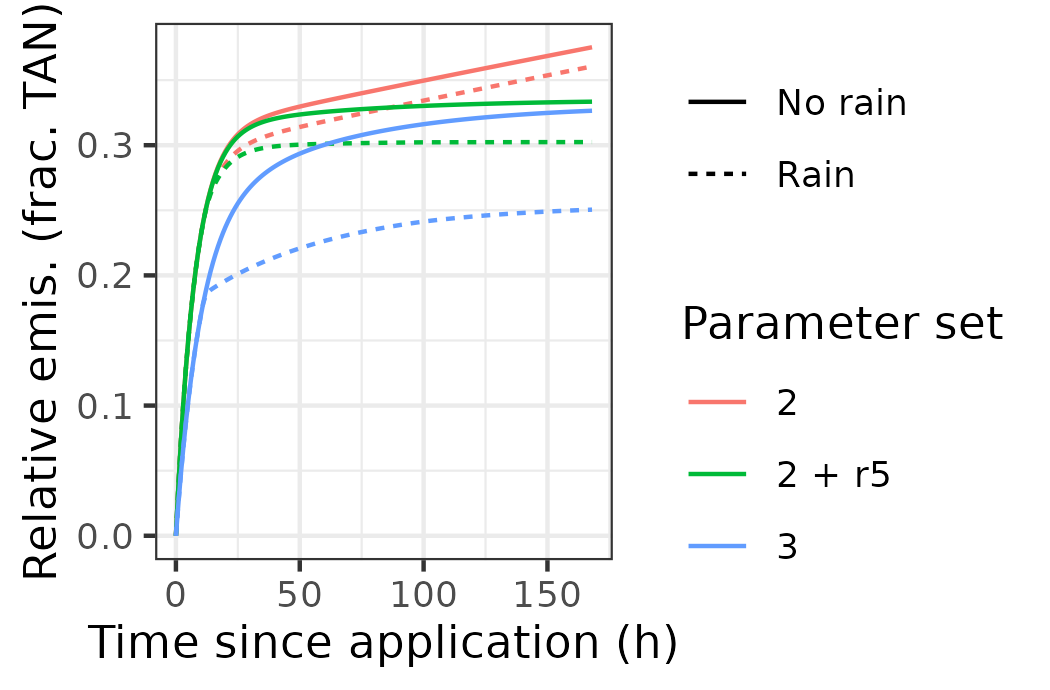 Relative emis. (frac. TAN)
0.3
0.2
0.1
0.0
0 50 100 150
Time since application (h)
No rain
Rain
Parameter set
2
2 + r5
3